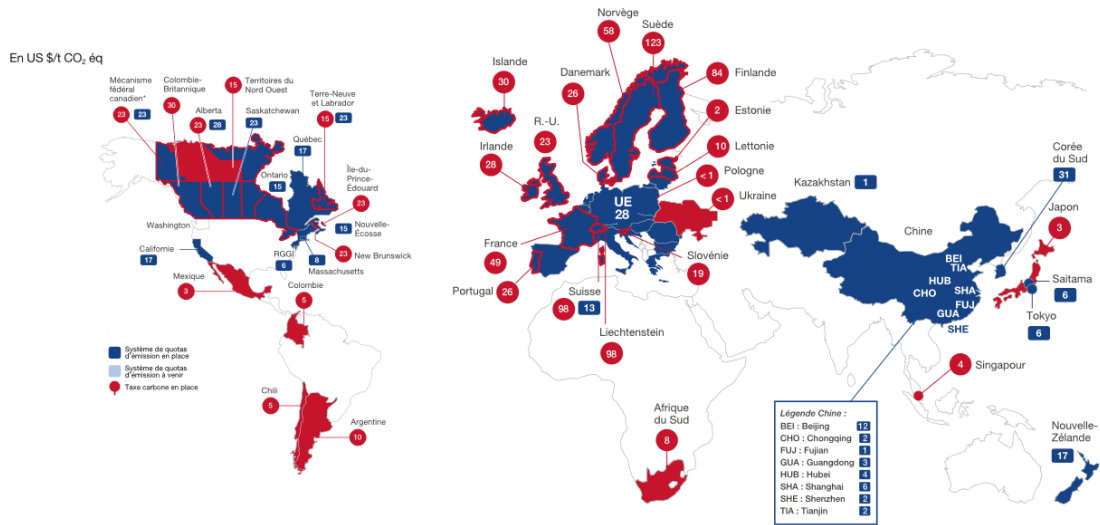 En US $/t CO₂ éq
Mécanisme
fédéral
canadien*
23 23
Colombie-
Britannique
30
Alberta
23 28
Territoires du
Nord Ouest
15
Saskatchewan
23
Terre-Neuve
et Labrador
15 23
Québec
17
Ontario
15
Île-du-
Prince-
Édouard
23
Nouvelle-
Écosse
15
New Brunswick
23
Washington
Californie
17
RGGI
6
Massachusetts
8
Mexique
3
Colombie
5
Chili
5
Argentine
10
Système de quotas
d'émission en place
Système de quotas
d'émission à venir
Taxe carbone en place
Islande
30
Norvège
58
Suède
123
Finlande
84
Danemark
26
Estonie
2
R.-U.
23
Lettonie
10
Irlande
28
Pologne
< 1
Ukraine
< 1
UE
28
France
49
Portugal
26
Suisse
98 13
Slovénie
19
Liechtenstein
98
Afrique
du Sud
8
Kazakhstan 1
Chine
BEI
TIA
HUB
SHA
CHO
FUJ
GUA
SHE
Corée
du Sud
31
Japon
3
Saitama
6
Tokyo
6
4 Singapour
Nouvelle-
Zélande
17
Légende Chine :
BEI : Beijing 12
CHO : Chongqing 2
FUJ : Fujian 1
GUA : Guangdong 3
HUB : Hubei 4
SHA : Shanghai 6
SHE : Shenzhen 2
TIA : Tianjin 2